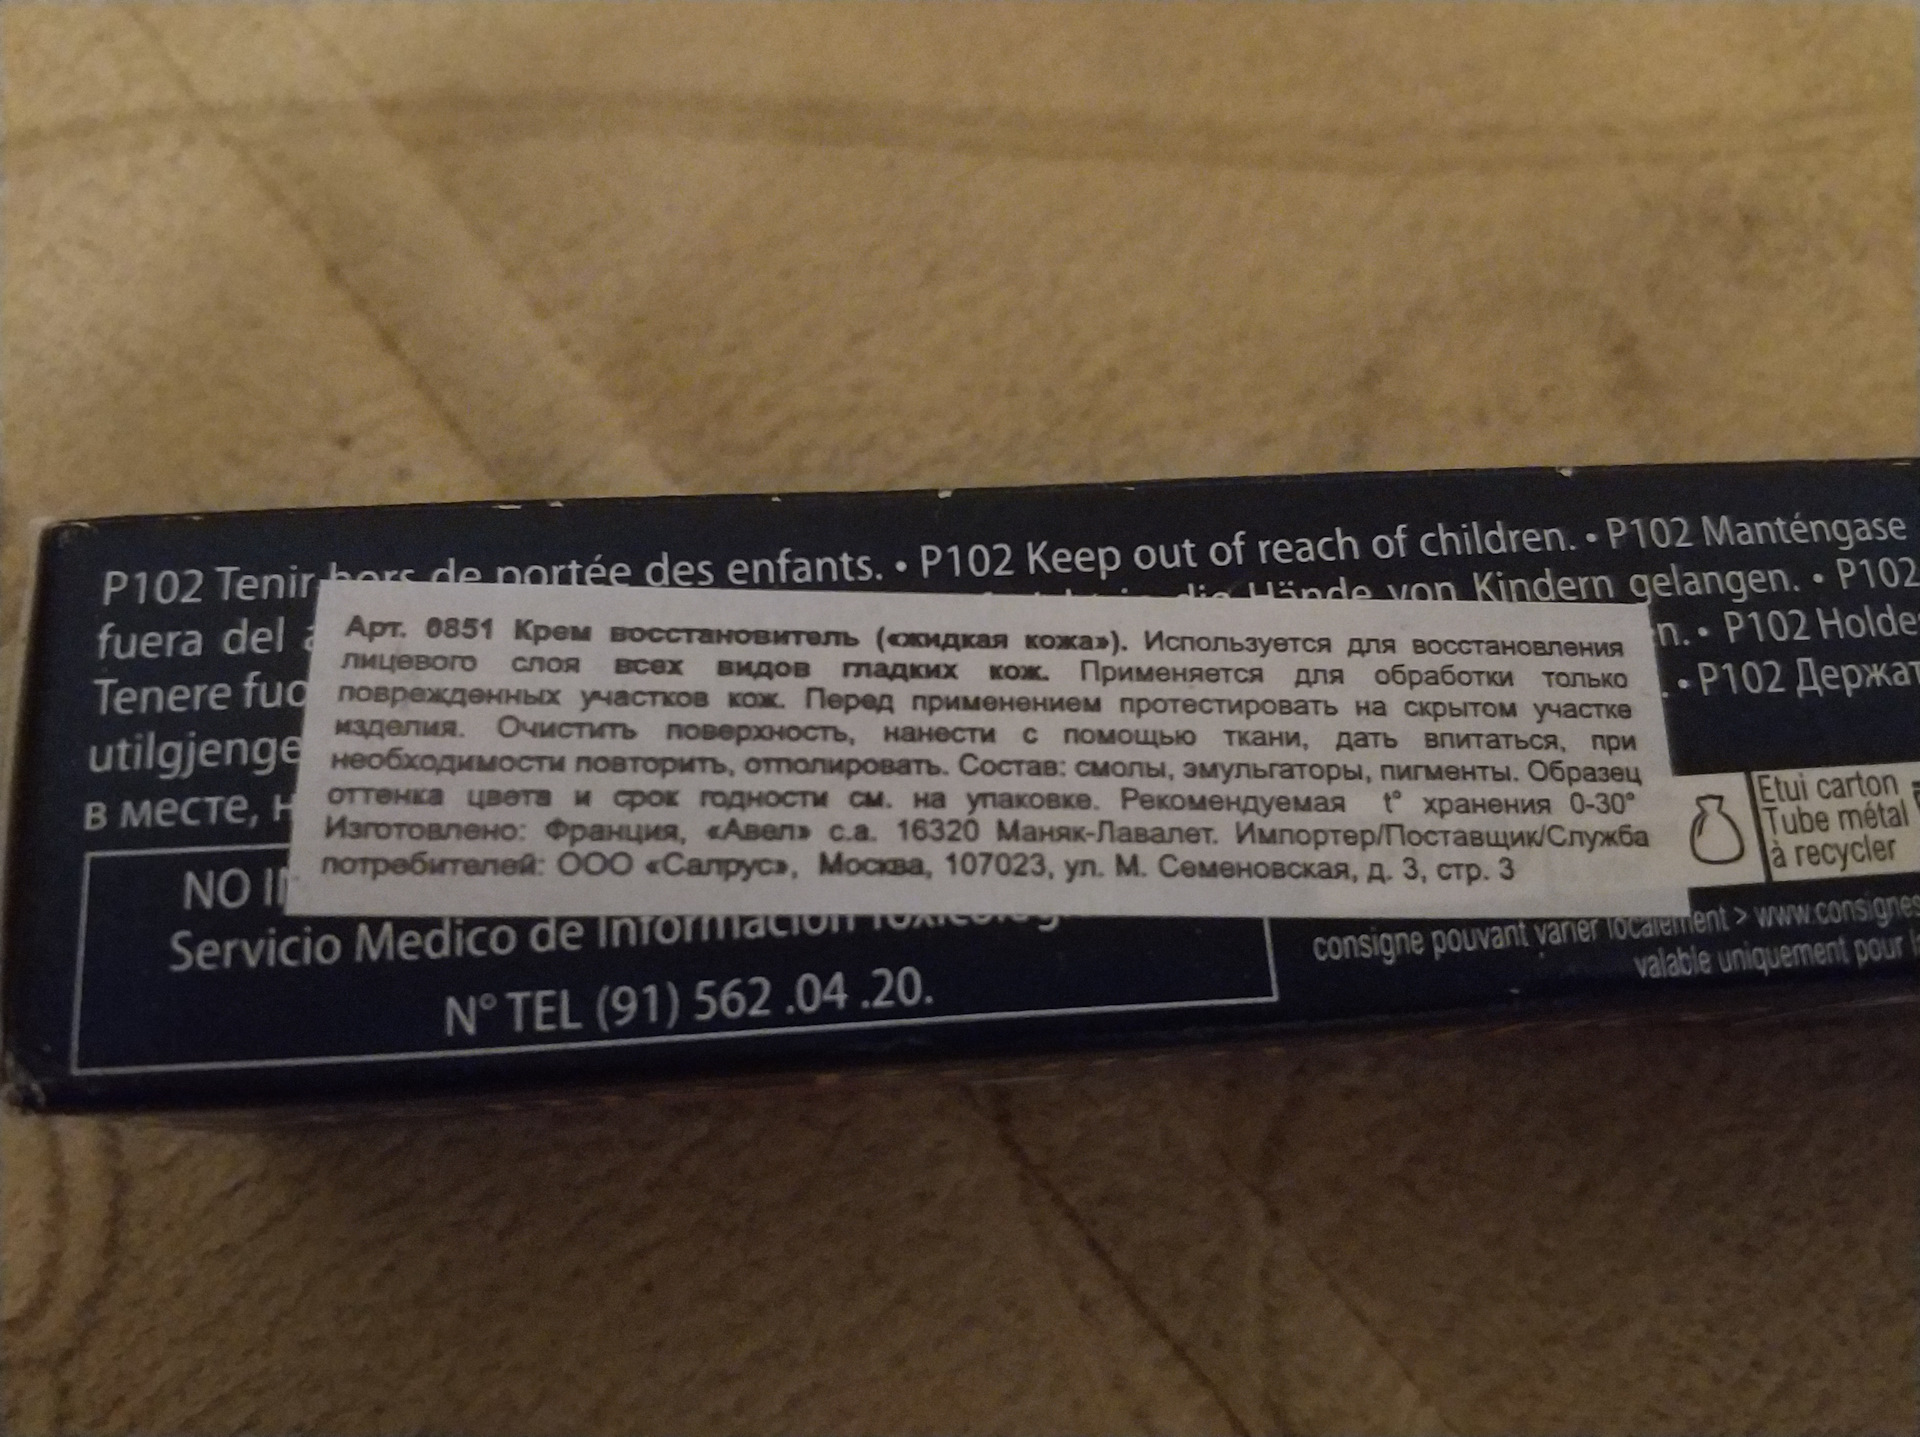 P102 Tenir hors de portée des enfants. • P102 Keep out of reach of children. • P102 Manténgase
fuera del die Hände von Kindern gelangen. • P102
Tenere • P102
utilgjenge • P102
в месте,
Арт. 0851 Крем восстановитель («жидкая кожа»). Используется для восстановления
лицевого слоя всех видов гладких кож. Применяется для обработки только
поврежденных участков кож. Перед применением протестировать на скрытом участке
изделия. Очистить поверхность, нанести с помощью ткани, дать впитаться, при
необходимости повторить, отполировать. Состав: смолы, эмульгаторы, пигменты. Образец
оттенка цвета и срок годности см. на упаковке. Рекомендуемая t° хранения 0-30°
Изготовлено: Франция, «Авел» с.а. 16320 Маняк-Лавалет. Импортер/Поставщик/Служба
потребителей: ООО «Салрус», Москва, 107023, ул. М. Семеновская, д. 3, стр. 3
NO
Servicio Medico de Informacion
N° TEL (91) 562 .04 .20.
Etui carton
Tube métal
à recycler
consigne pouvant varier localement > www.consignes
valable uniquement pour